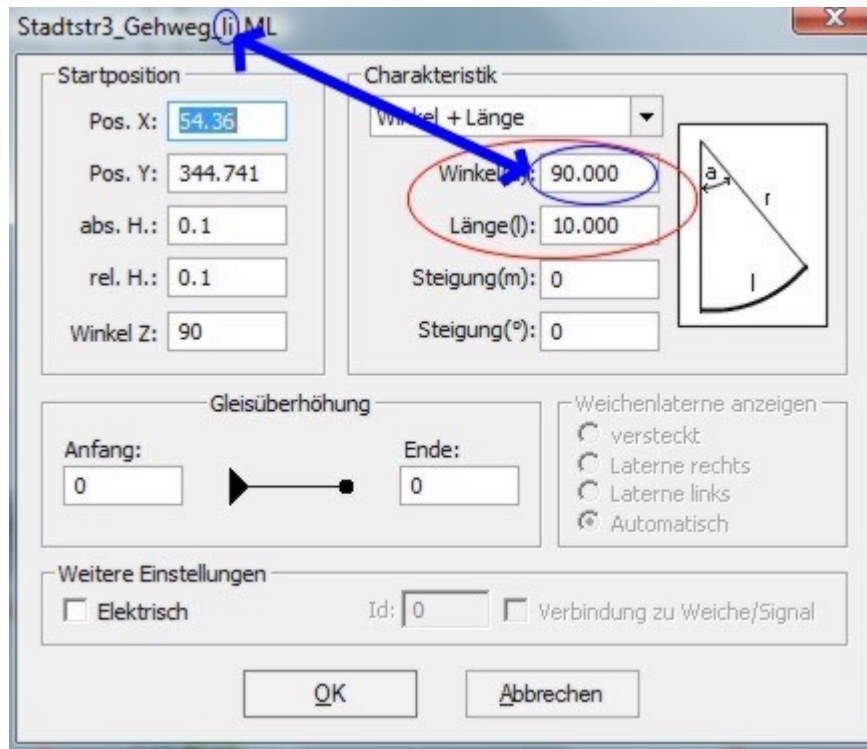 Stadtstr3_Gehweg_li ML
Startposition
Pos. X: 54.36
Pos. Y: 344.741
abs. H.: 0.1
rel. H.: 0.1
Winkel Z: 90
Charakteristik
Winkel + Länge
Winkel 90.000
Länge(l): 10.000
Steigung(m): 0
Steigung(°): 0
a
r
l
Gleisüberhöhung
Anfang: Ende:
0 0
Weichenlaterne anzeigen
versteckt
Laterne rechts
Laterne links
Automatisch
Weitere Einstellungen
Elektrisch Id: 0 Verbindung zu Weiche/Signal
OK Abbrechen